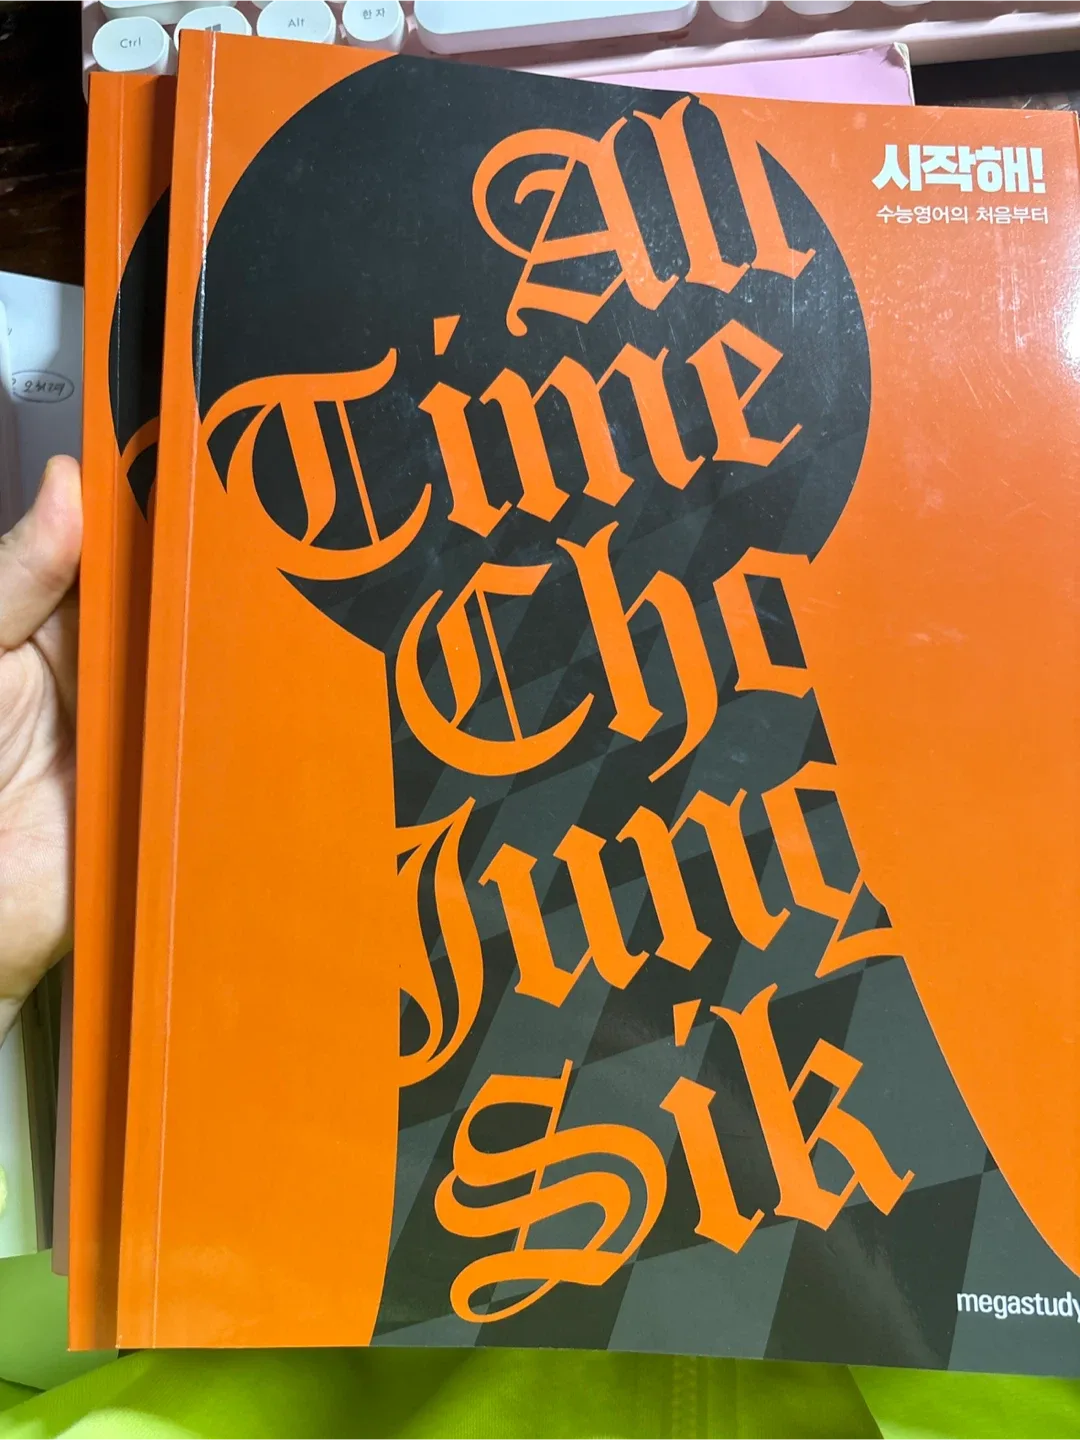 Ctrl
Alt
한자
시작해!
수능영어의 처음부터
All
Time
Cho
Jung
Sik
megastudy